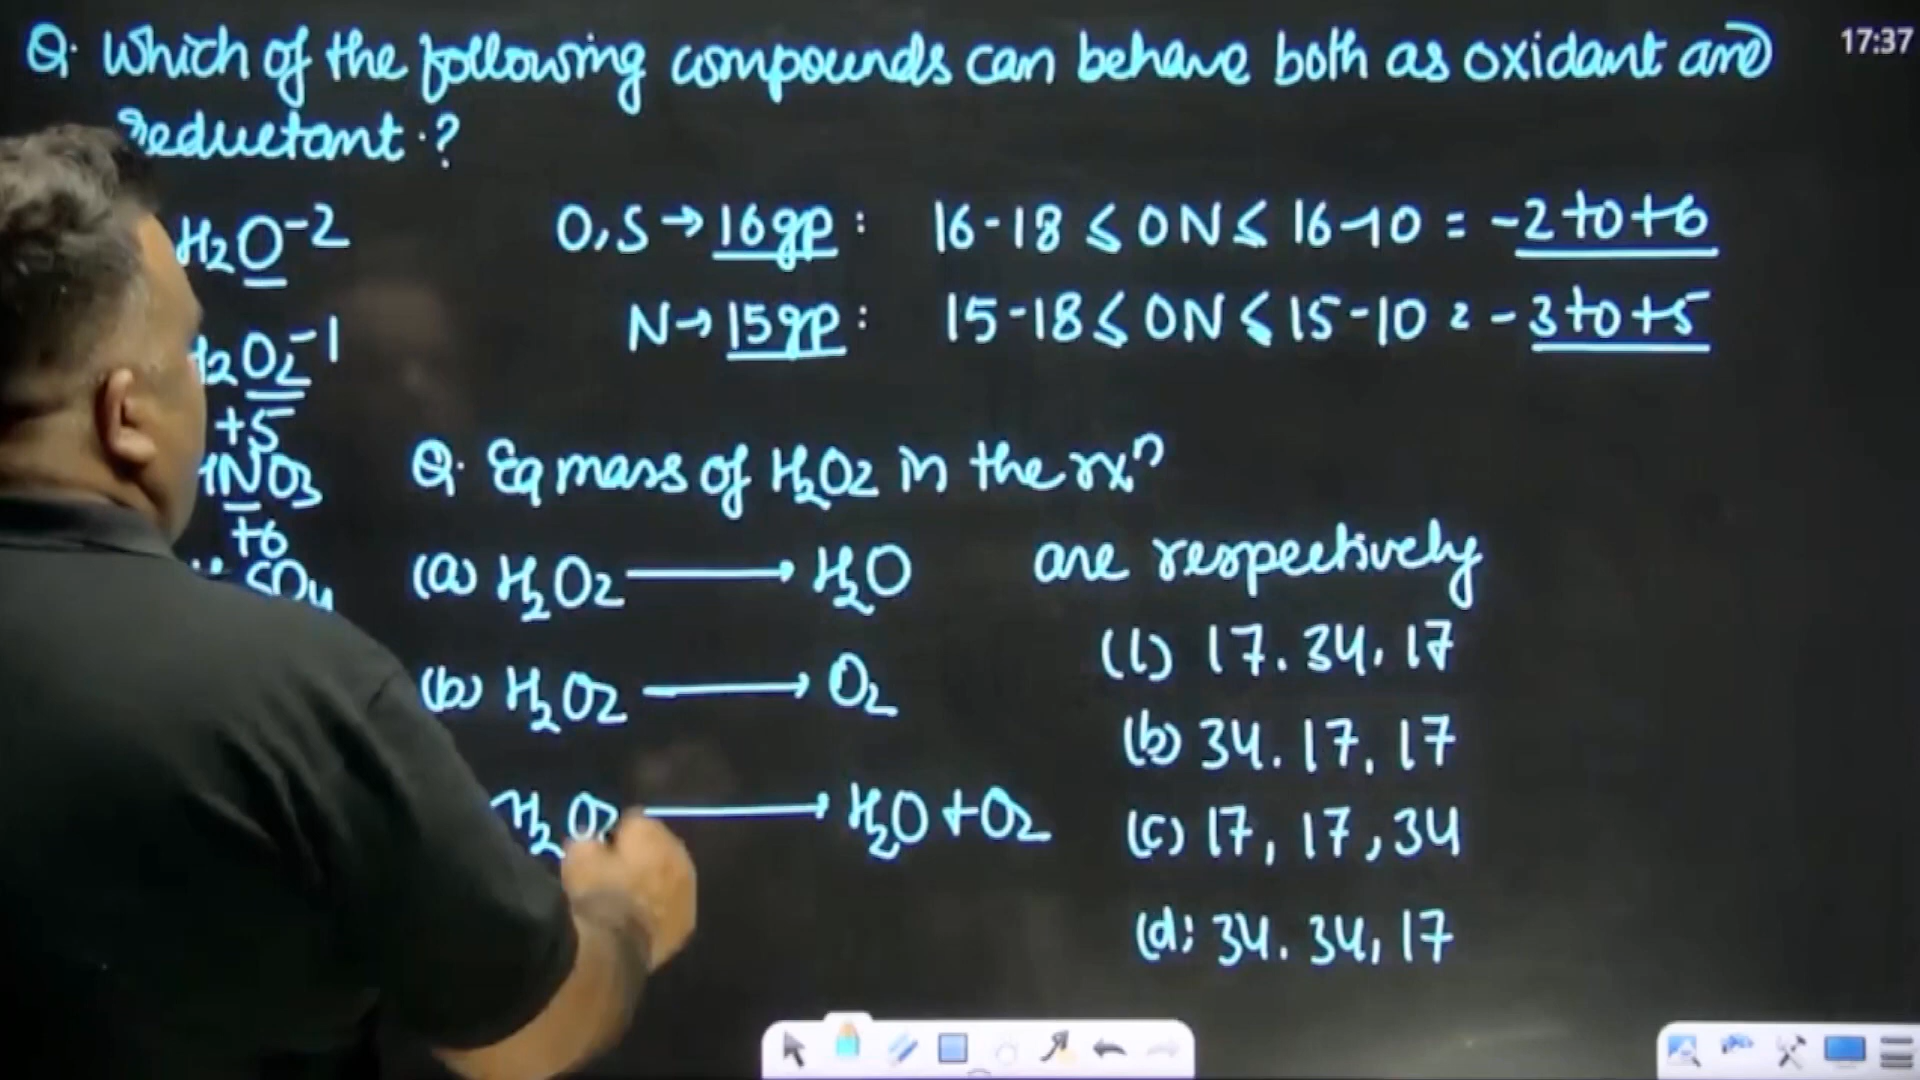 Q. Which of the following compounds can behave both as oxidant and
reductant.?
17:37
H2O-2
O,S → 16gp : 16-18 ≤ ON ≤ 16-10 = -2 to +6
N → 15gp : 15-18 ≤ ON ≤ 15-10 = -3 to +5
H2O2-1
+5
HNO3
+6
SO4
Q. Eq mass of H2O2 in the rxn
are respectively
(a) H2O2 → H2O
(b) H2O2 → O2
H2O2 → H2O + O2
(1) 17. 34, 17
(b) 34. 17, 17
(c) 17, 17, 34
(d) 34. 34, 17